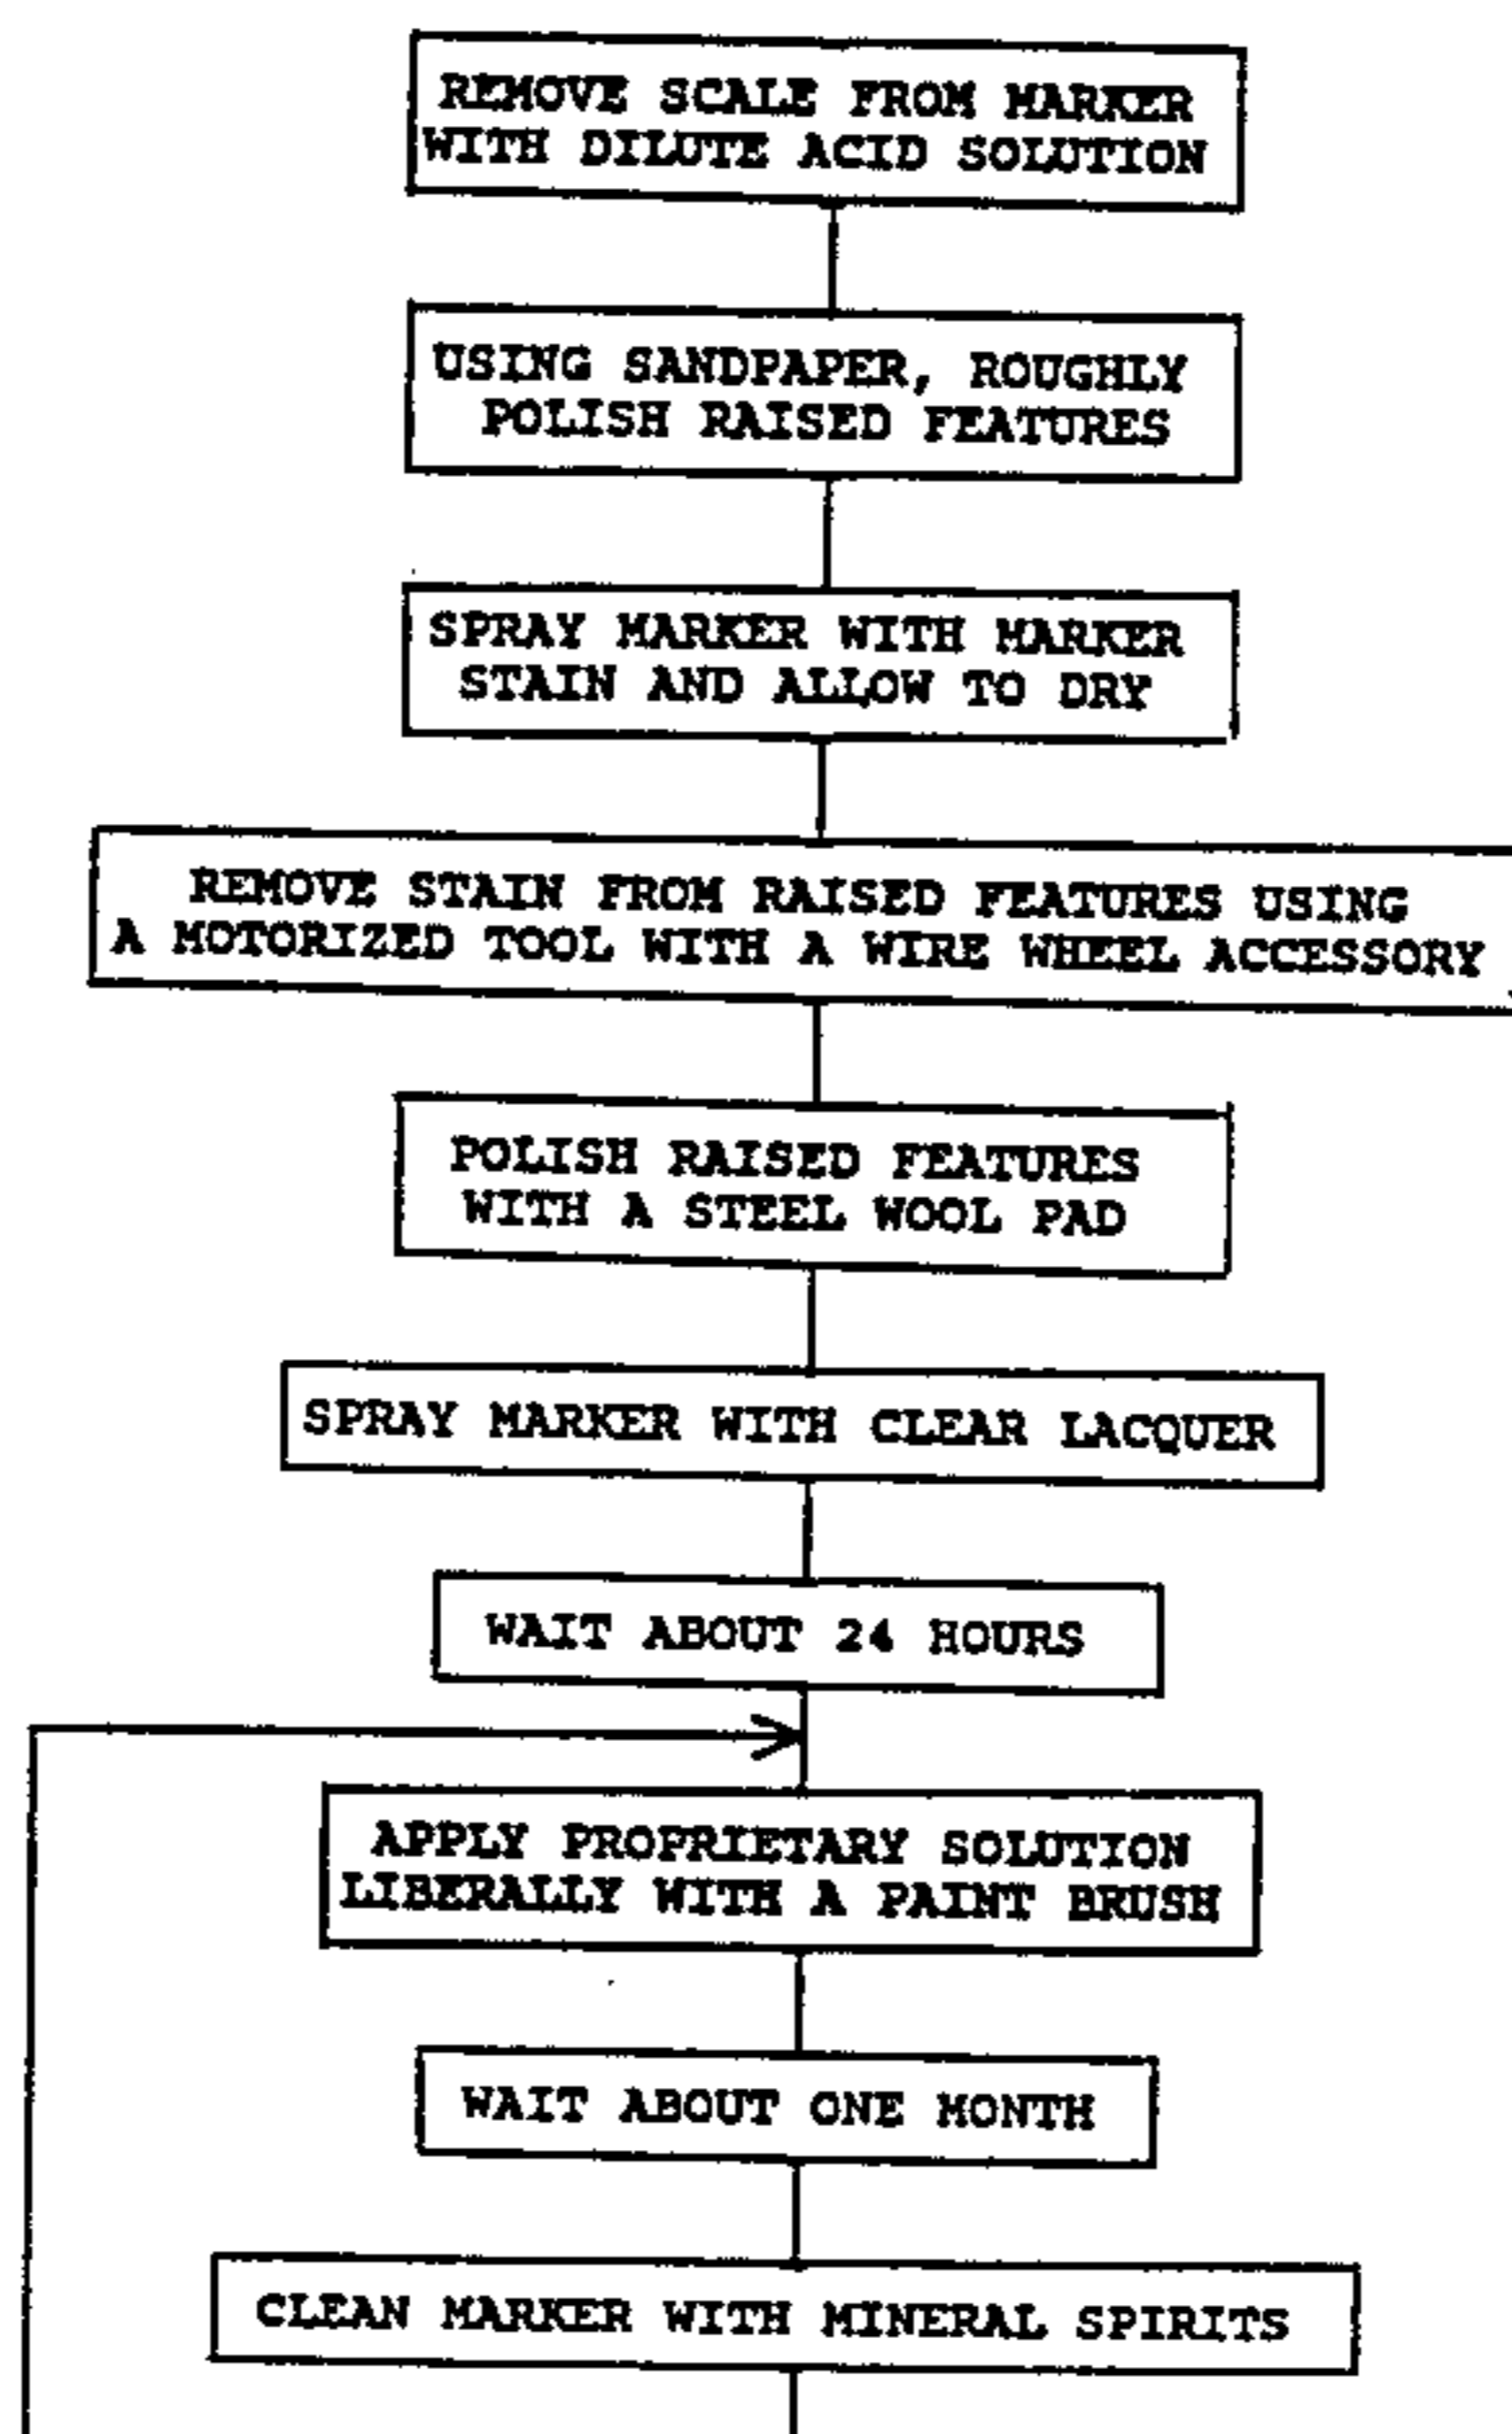 REMOVE SCALE FROM MARKER
WITH DILUTE ACID SOLUTION
USING SANDPAPER, ROUGHLY
POLISH RAISED FEATURES
SPRAY MARKER WITH MARKER
STAIN AND ALLOW TO DRY
REMOVE STAIN FROM RAISED FEATURES USING
A MOTORIZED TOOL WITH A WIRE WHEEL ACCESSORY
POLISH RAISED FEATURES
WITH A STEEL WOOL PAD
SPRAY MARKER WITH CLEAR LACQUER
WAIT ABOUT 24 HOURS
APPLY PROPRIETARY SOLUTION
LIBERALLY WITH A PAINT BRUSH
WAIT ABOUT ONE MONTH
CLEAN MARKER WITH MINERAL SPIRITS